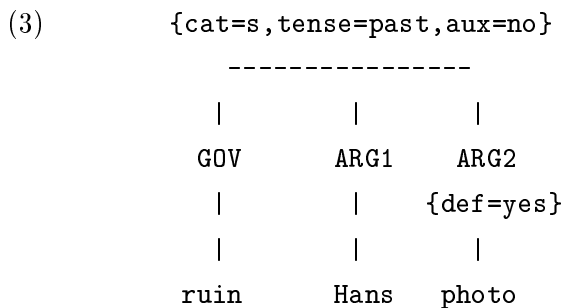 (3) {cat=s,tense=past,aux=no}
----------------
| | |
GOV ARG1 ARG2
| | {def=yes}
| | |
ruin Hans photo